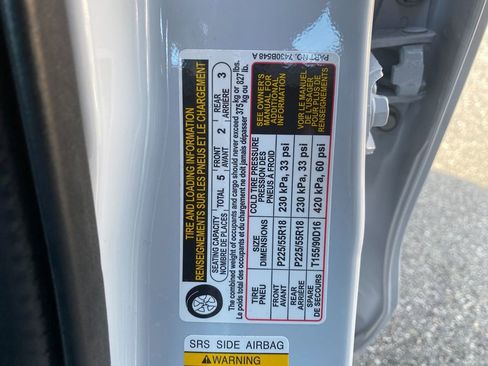 PART NO. 7430B548 A
TIRE AND LOADING INFORMATION
RENSEIGNEMENTS SUR LES PNEUS ET LE CHARGEMENT
SEATING CAPACITY
NOMBRE DE PLACES
TOTAL 5
FRONT
AVANT
2
REAR
ARRIÈRE
3
The combined weight of occupants and cargo should never exceed 375 kg or 827 lbs.
Le poids total des occupants et du chargement ne doit jamais dépasser 375 kg ou 827 lb.
TIRE
PNEU
SIZE
DIMENSIONS
COLD TIRE PRESSURE
PRESSION DES
PNEUS À FROID
FRONT
AVANT
P225/55R18
230 kPa, 33 psi
REAR
ARRIÈRE
P225/55R18
230 kPa, 33 psi
SPARE
DE SECOURS
T155/90D16
420 kPa, 60 psi
SEE OWNER'S
MANUAL FOR
ADDITIONAL
INFORMATION
VOIR LE MANUEL
DE L'USAGER
POUR PLUS DE
RENSEIGNEMENTS
SRS SIDE AIRBAG
WARNING